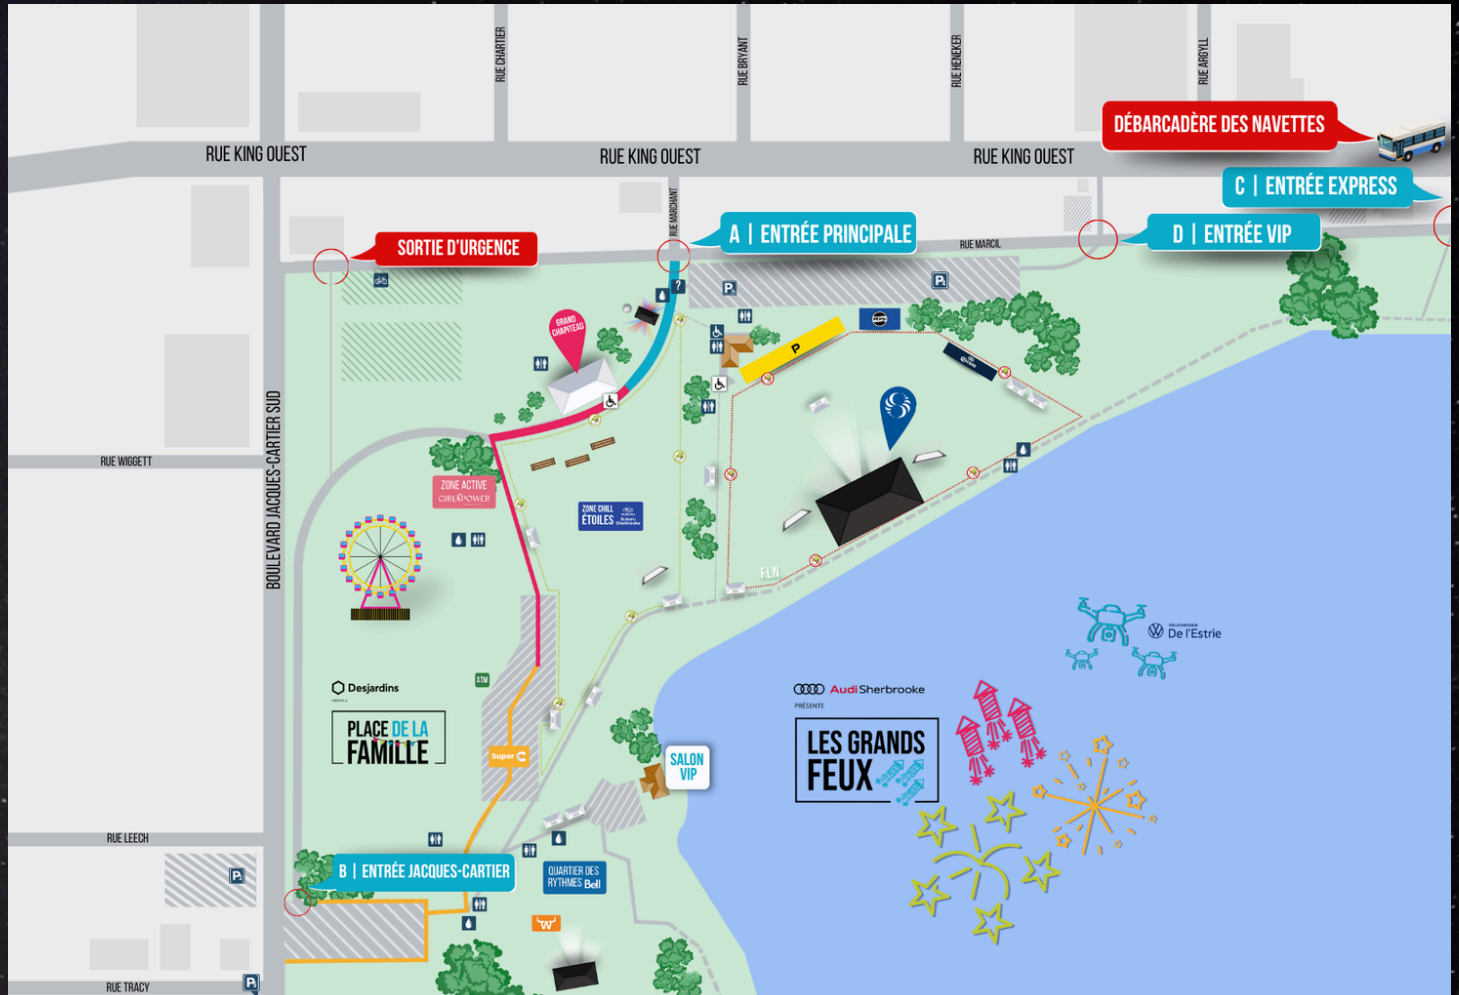 RUE CHARTIER
RUE BRYANT
RUE HENEKER
RUE ARGYLL
DÉBARCADÈRE DES NAVETTES
RUE KING OUEST
RUE KING OUEST
RUE KING OUEST
C | ENTRÉE EXPRESS
RUE MARCHANT
A | ENTRÉE PRINCIPALE
D | ENTRÉE VIP
SORTIE D'URGENCE
RUE MARCIL
?
P
P
GRAND
CHAPITEAU
PEPSI
P
BOULEVARD JACQUES-CARTIER SUD
RUE WIGGETT
ZONE ACTIVE
GIRL POWER
ZONE CHILL
ÉTOILES
FLN
De l'Estrie
ATM
Desjardins
PLACE DE LA
FAMILLE
Audi Sherbrooke
PRÉSENTE
LES GRANDS
FEUX
Super C
SALON
VIP
RUE LEECH
P
B | ENTRÉE JACQUES-CARTIER
QUARTIER DES
RYTHMES Bell
W
RUE TRACY
P